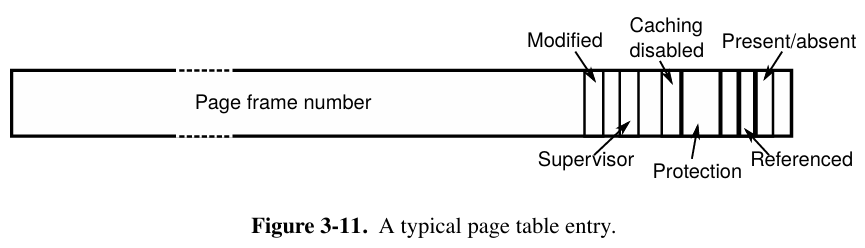 Caching
disabled
Modified
Present/absent
Page frame number
Supervisor
Protection
Referenced
Figure 3-11. A typical page table entry.